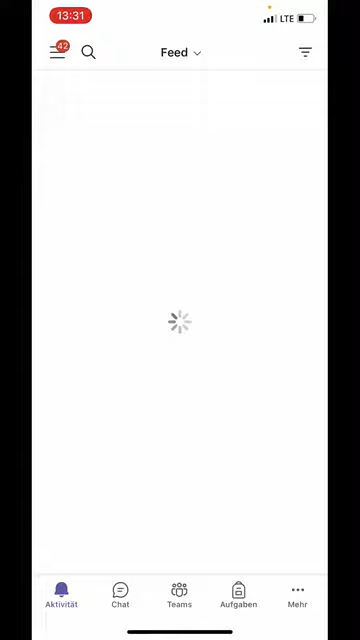 13:31
LTE
42
Feed
Aktivität
Chat
Teams
Aufgaben
Mehr